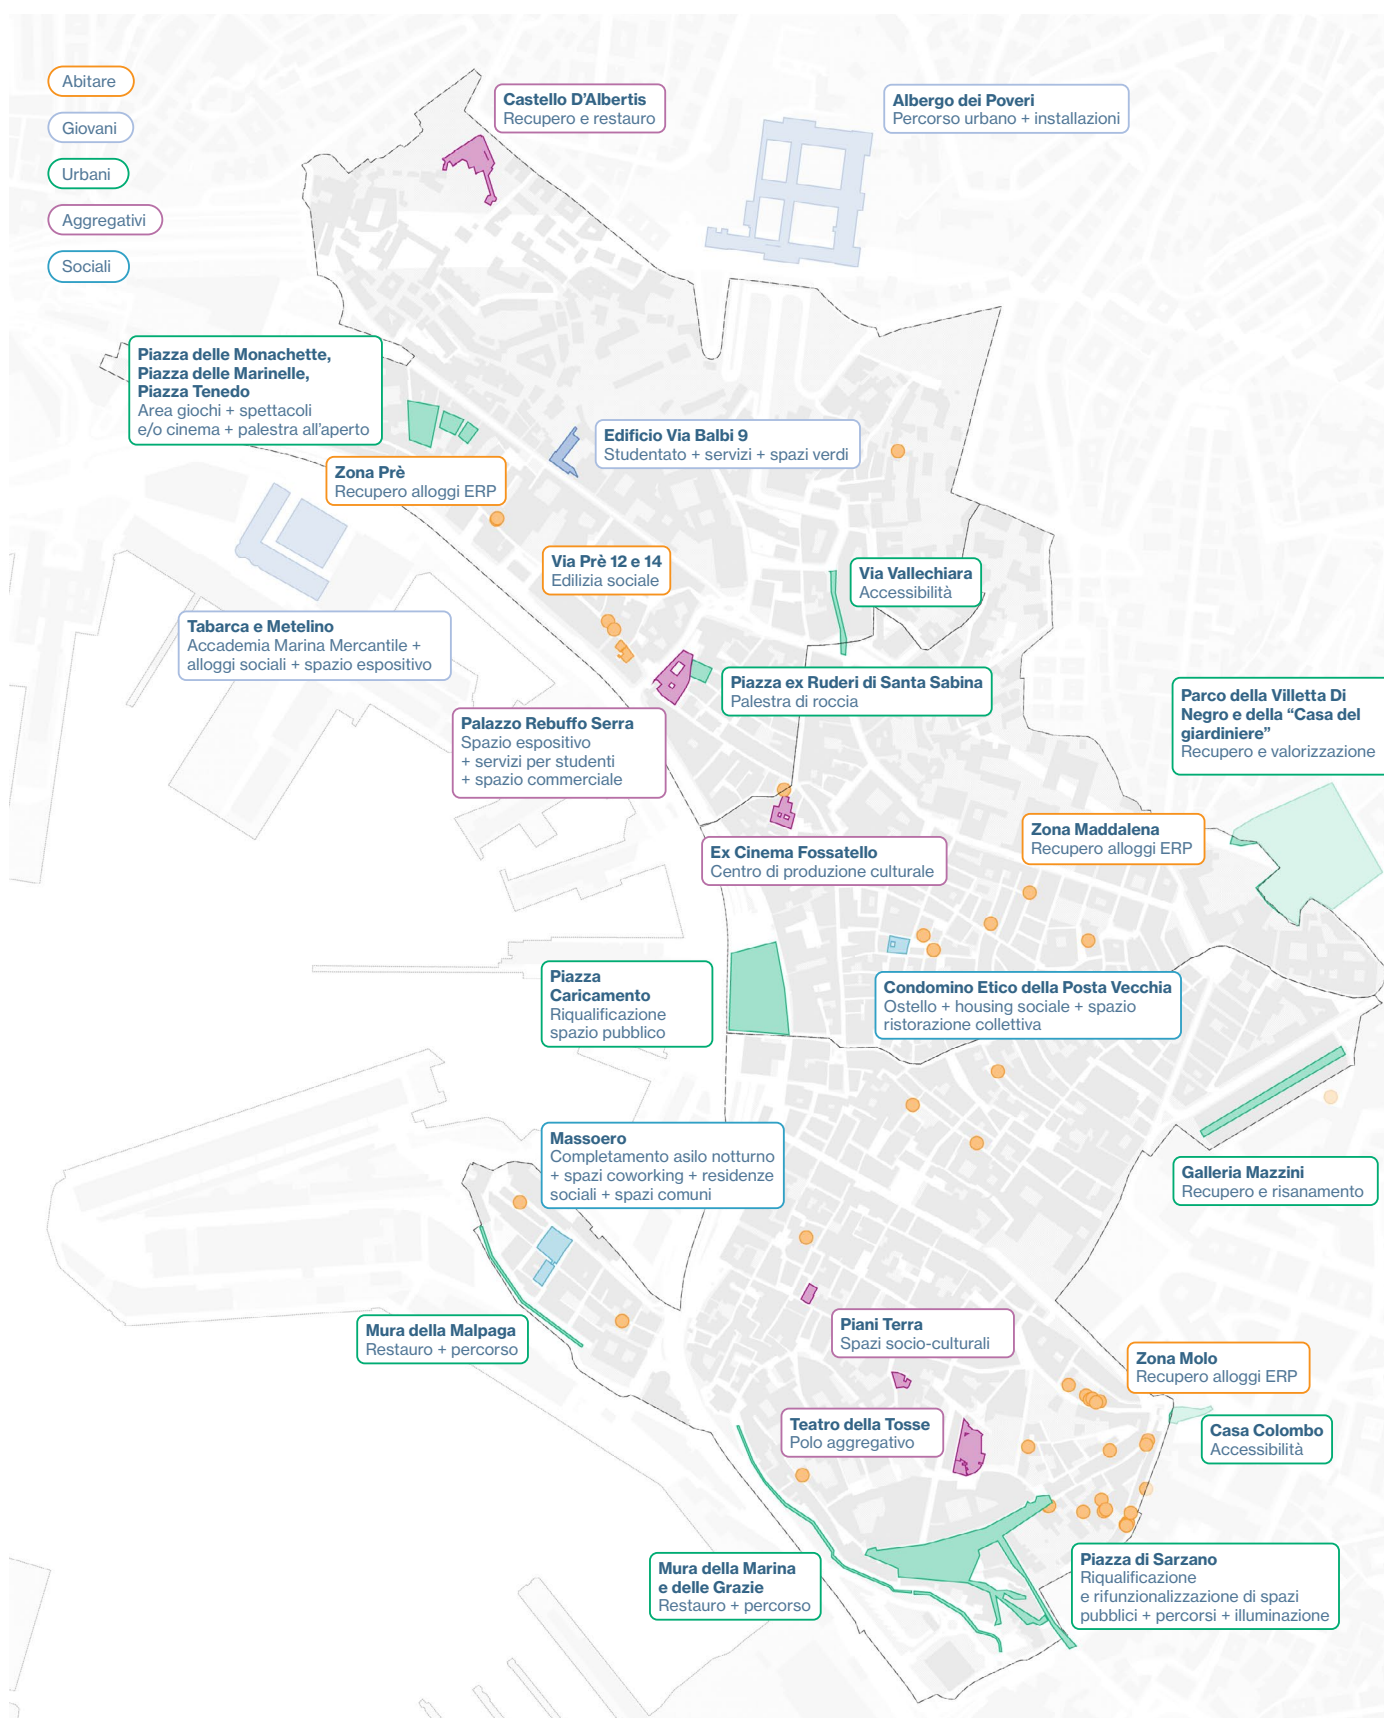 Abitare
Giovani
Urbani
Aggregativi
Sociali
Castello D'Albertis
Recupero e restauro
Albergo dei Poveri
Percorso urbano + installazioni
Piazza delle Monachette,
Piazza delle Marinelle,
Piazza Tenedo
Area giochi + spettacoli
e/o cinema + palestra all'aperto
Edificio Via Balbi 9
Studentato + servizi + spazi verdi
Zona Prè
Recupero alloggi ERP
Via Prè 12 e 14
Edilizia sociale
Via Vallechiara
Accessibilità
Tabarca e Metelino
Accademia Marina Mercantile +
alloggi sociali + spazio espositivo
Piazza ex Ruderi di Santa Sabina
Palestra di roccia
Parco della Villetta Di
Negro e della “Casa del
giardiniere”
Recupero e valorizzazione
Palazzo Rebuffo Serra
Spazio espositivo
+ servizi per studenti
+ spazio commerciale
Zona Maddalena
Recupero alloggi ERP
Ex Cinema Fossatello
Centro di produzione culturale
Piazza
Caricamento
Riqualificazione
spazio pubblico
Condomino Etico della Posta Vecchia
Ostello + housing sociale + spazio
ristorazione collettiva
Massoero
Completamento asilo notturno
+ spazi coworking + residenze
sociali + spazi comuni
Galleria Mazzini
Recupero e risanamento
Mura della Malpaga
Restauro + percorso
Piani Terra
Spazi socio-culturali
Zona Molo
Recupero alloggi ERP
Teatro della Tosse
Polo aggregativo
Casa Colombo
Accessibilità
Mura della Marina
e delle Grazie
Restauro + percorso
Piazza di Sarzano
Riqualificazione
e rifunzionalizzazione di spazi
pubblici + percorsi + illuminazione